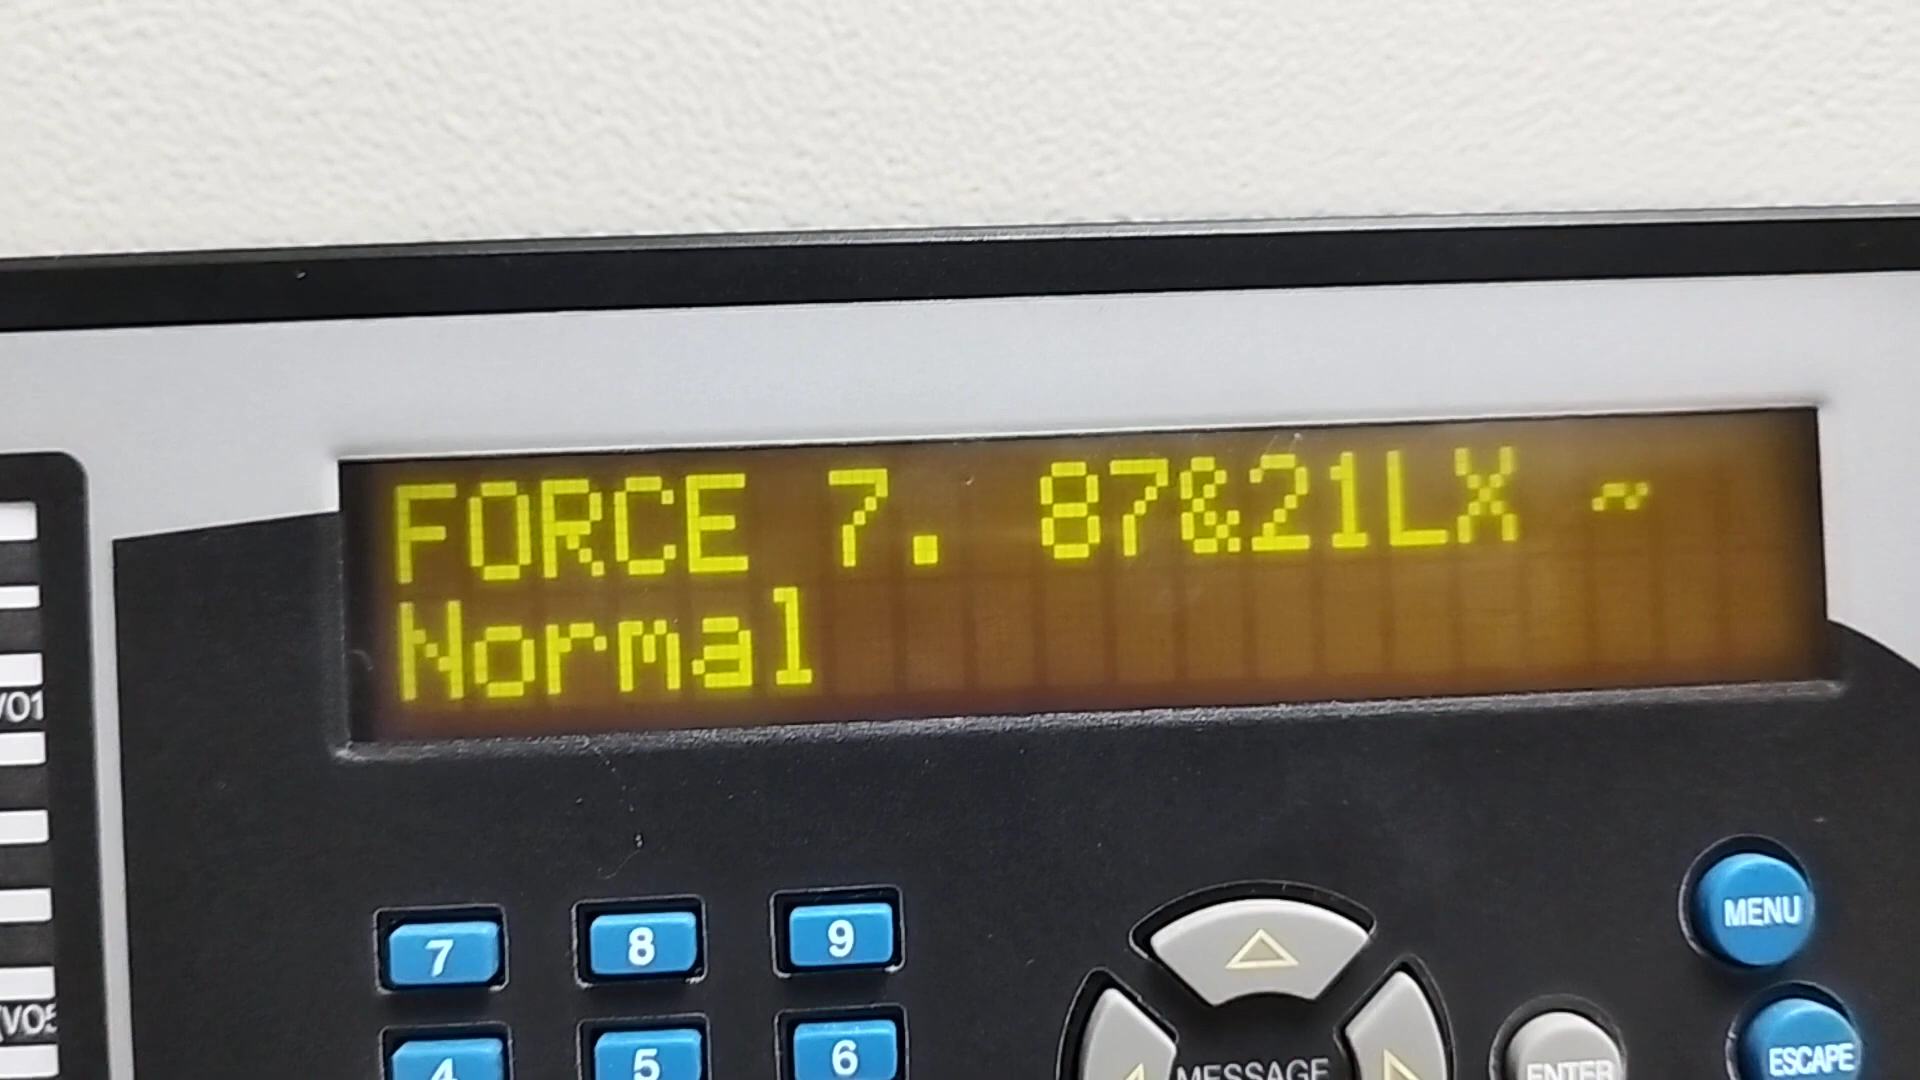 FORCE 7. 87&21LX ~
Normal
7 8 9
MENU
4 5 6
MESSAGE
ENTER
ESCAPE